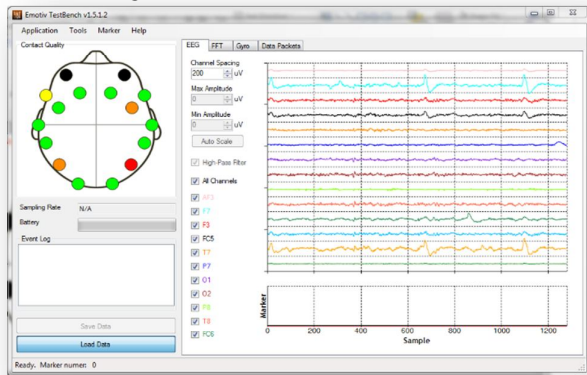 Emotiv TestBench v1.5.1.2
Application Tools Marker Help
Contact Quality
Sampling Rate N/A
Battery
Event Log
Save Data
Load Data
EEG FFT Gyro Data Packets
Channel Spacing
200 uV
Max Amplitude
0 uV
Min Amplitude
0 uV
Auto Scale
High-Pass Filter
All Channels
AF3
F7
F3
FC5
T7
P7
O1
O2
P8
T8
FC6
Marker
0 200 400 600 800 1000 1200
Sample
Ready. Marker numer: 0